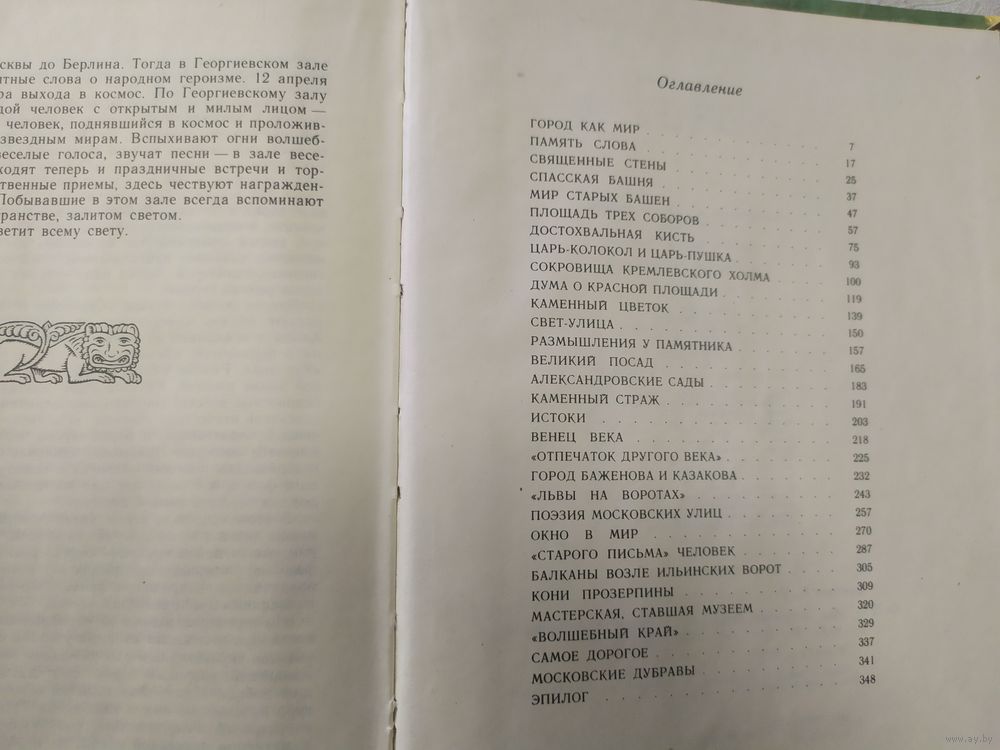 сквы до Берлина. Тогда в Георгиевском зале
тные слова о народном героизме. 12 апреля
ра выхода в космос. По Георгиевскому залу
дой человек с открытым и милым лицом —
человек, поднявшийся в космос и проложив-
звездным мирам. Вспыхивают огни волшеб-
веселые голоса, звучат песни — в зале весе-
ходят теперь и праздничные встречи и тор-
ственные приемы, здесь чествуют награжден-
Побывавшие в этом зале всегда вспоминают
ранстве, залитом светом.
ветит всему свету.
Оглавление
ГОРОД КАК МИР . . . 7
ПАМЯТЬ СЛОВА . . . 17
СВЯЩЕННЫЕ СТЕНЫ . . . 25
СПАССКАЯ БАШНЯ . . . 37
МИР СТАРЫХ БАШЕН . . . 47
ПЛОЩАДЬ ТРЕХ СОБОРОВ . . . 57
ДОСТОХВАЛЬНАЯ КИСТЬ . . . 75
ЦАРЬ-КОЛОКОЛ И ЦАРЬ-ПУШКА . . . 93
СОКРОВИЩА КРЕМЛЕВСКОГО ХОЛМА . . . 100
ДУМА О КРАСНОЙ ПЛОЩАДИ . . . 119
КАМЕННЫЙ ЦВЕТОК . . . 139
СВЕТ-УЛИЦА . . . 150
РАЗМЫШЛЕНИЯ У ПАМЯТНИКА . . . 157
ВЕЛИКИЙ ПОСАД . . . 165
АЛЕКСАНДРОВСКИЕ САДЫ . . . 183
КАМЕННЫЙ СТРАЖ . . . 191
ИСТОКИ . . . 203
ВЕНЕЦ ВЕКА . . . 218
«ОТПЕЧАТОК ДРУГОГО ВЕКА» . . . 225
ГОРОД БАЖЕНОВА И КАЗАКОВА . . . 232
«ЛЬВЫ НА ВОРОТАХ» . . . 243
ПОЭЗИЯ МОСКОВСКИХ УЛИЦ . . . 257
ОКНО В МИР . . . 270
«СТАРОГО ПИСЬМА» ЧЕЛОВЕК . . . 287
БАЛКАНЫ ВОЗЛЕ ИЛЬИНСКИХ ВОРОТ . . . 305
КОНИ ПРОЗЕРПИНЫ . . . 309
МАСТЕРСКАЯ, СТАВШАЯ МУЗЕЕМ . . . 320
«ВОЛШЕБНЫЙ КРАЙ» . . . 329
САМОЕ ДОРОГОЕ . . . 337
МОСКОВСКИЕ ДУБРАВЫ . . . 341
ЭПИЛОГ . . . 348
www.ay.by